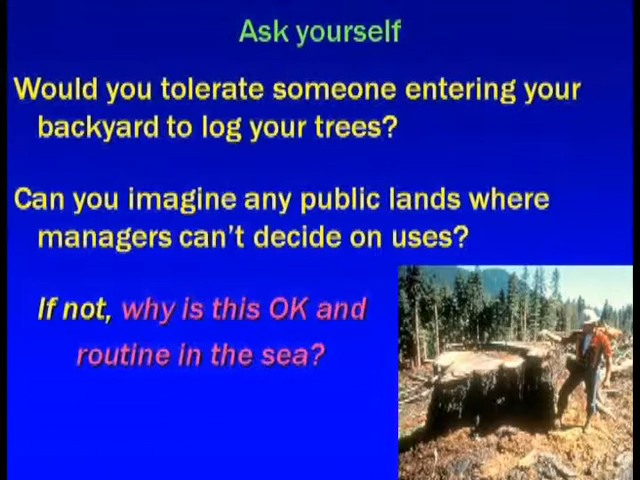 Ask yourself
Would you tolerate someone entering your
backyard to log your trees?
Can you imagine any public lands where
managers can't decide on uses?
If not, why is this OK and
routine in the sea?